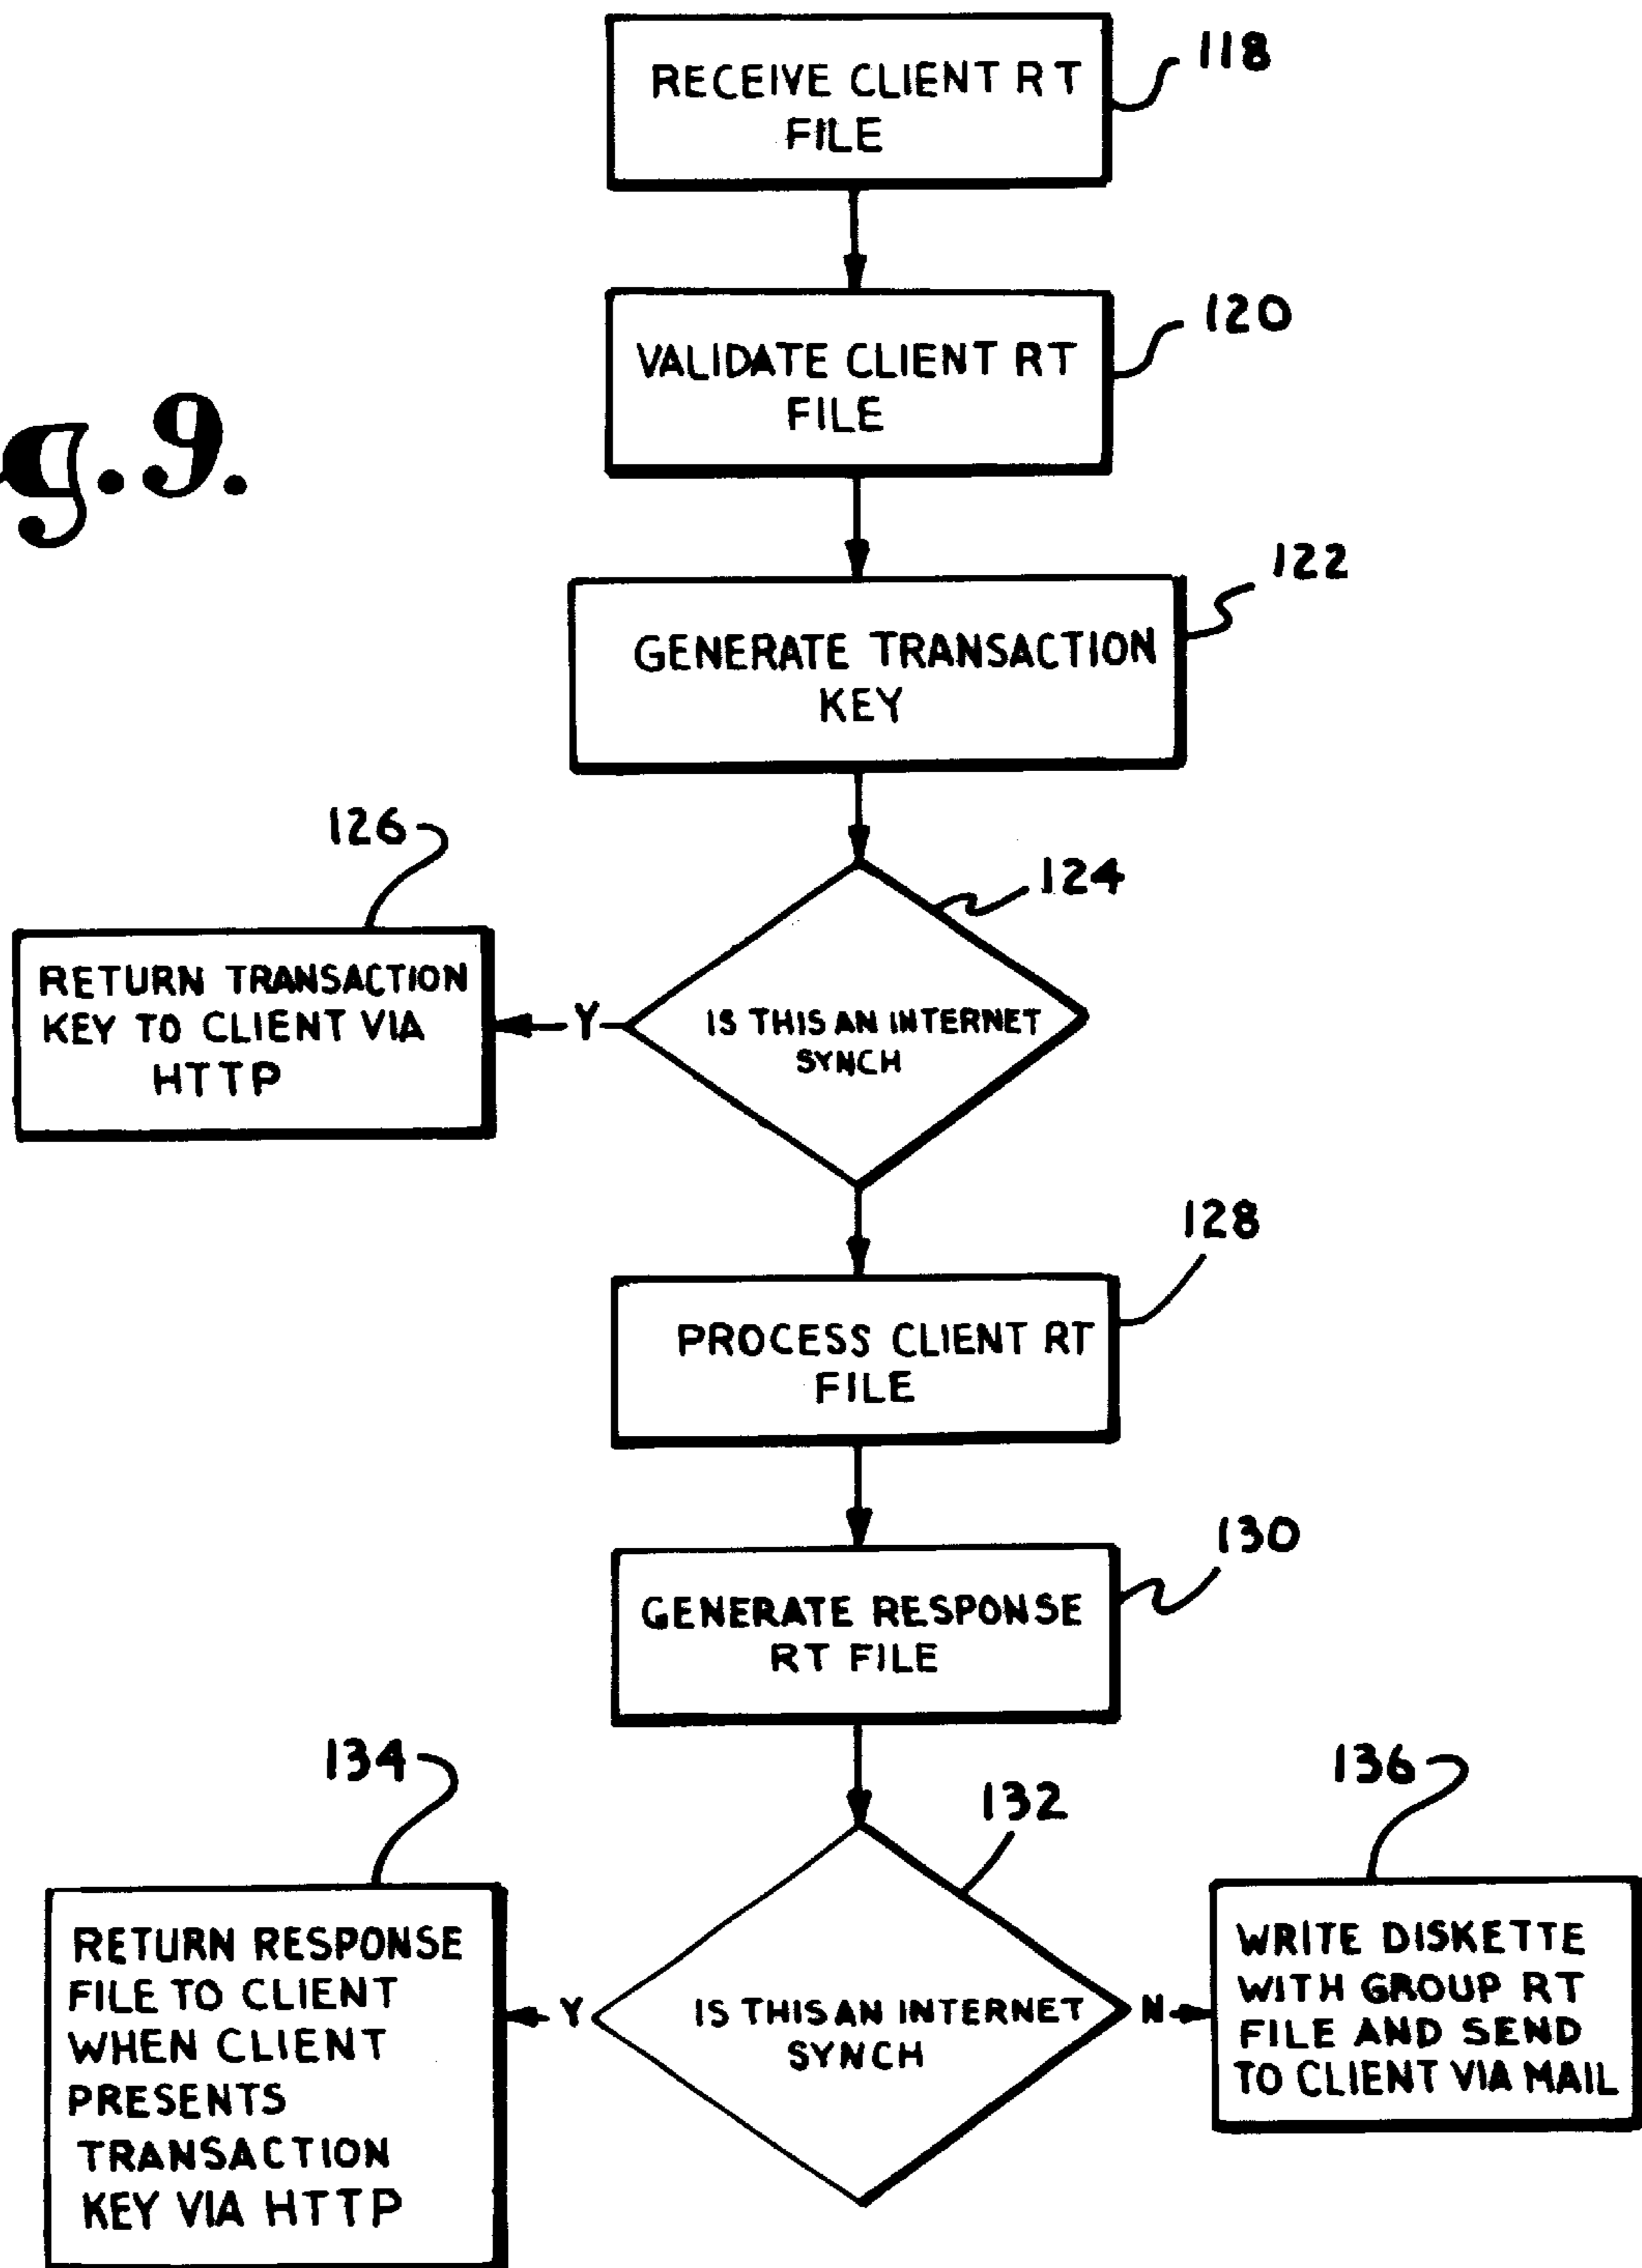 RECEIVE CLIENT RT
FILE
118
VALIDATE CLIENT RT
FILE
120
g.9.
GENERATE TRANSACTION
KEY
122
124
126
RETURN TRANSACTION
KEY TO CLIENT VIA
HTTP
Y
IS THIS AN INTERNET
SYNCH
128
PROCESS CLIENT RT
FILE
130
GENERATE RESPONSE
RT FILE
132
134
RETURN RESPONSE
FILE TO CLIENT
WHEN CLIENT
PRESENTS
TRANSACTION
KEY VIA HTTP
Y
IS THIS AN INTERNET
SYNCH
N
136
WRITE DISKETTE
WITH GROUP RT
FILE AND SEND
TO CLIENT VIA MAIL